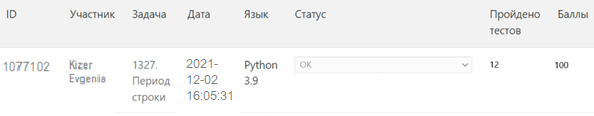 ID Участник Задача Дата Язык Статус Пройдено тестов Баллы
1077102 Kizer Evgeniia 1327. Период строки 2021-12-02 16:05:31 Python 3.9 OK 12 100